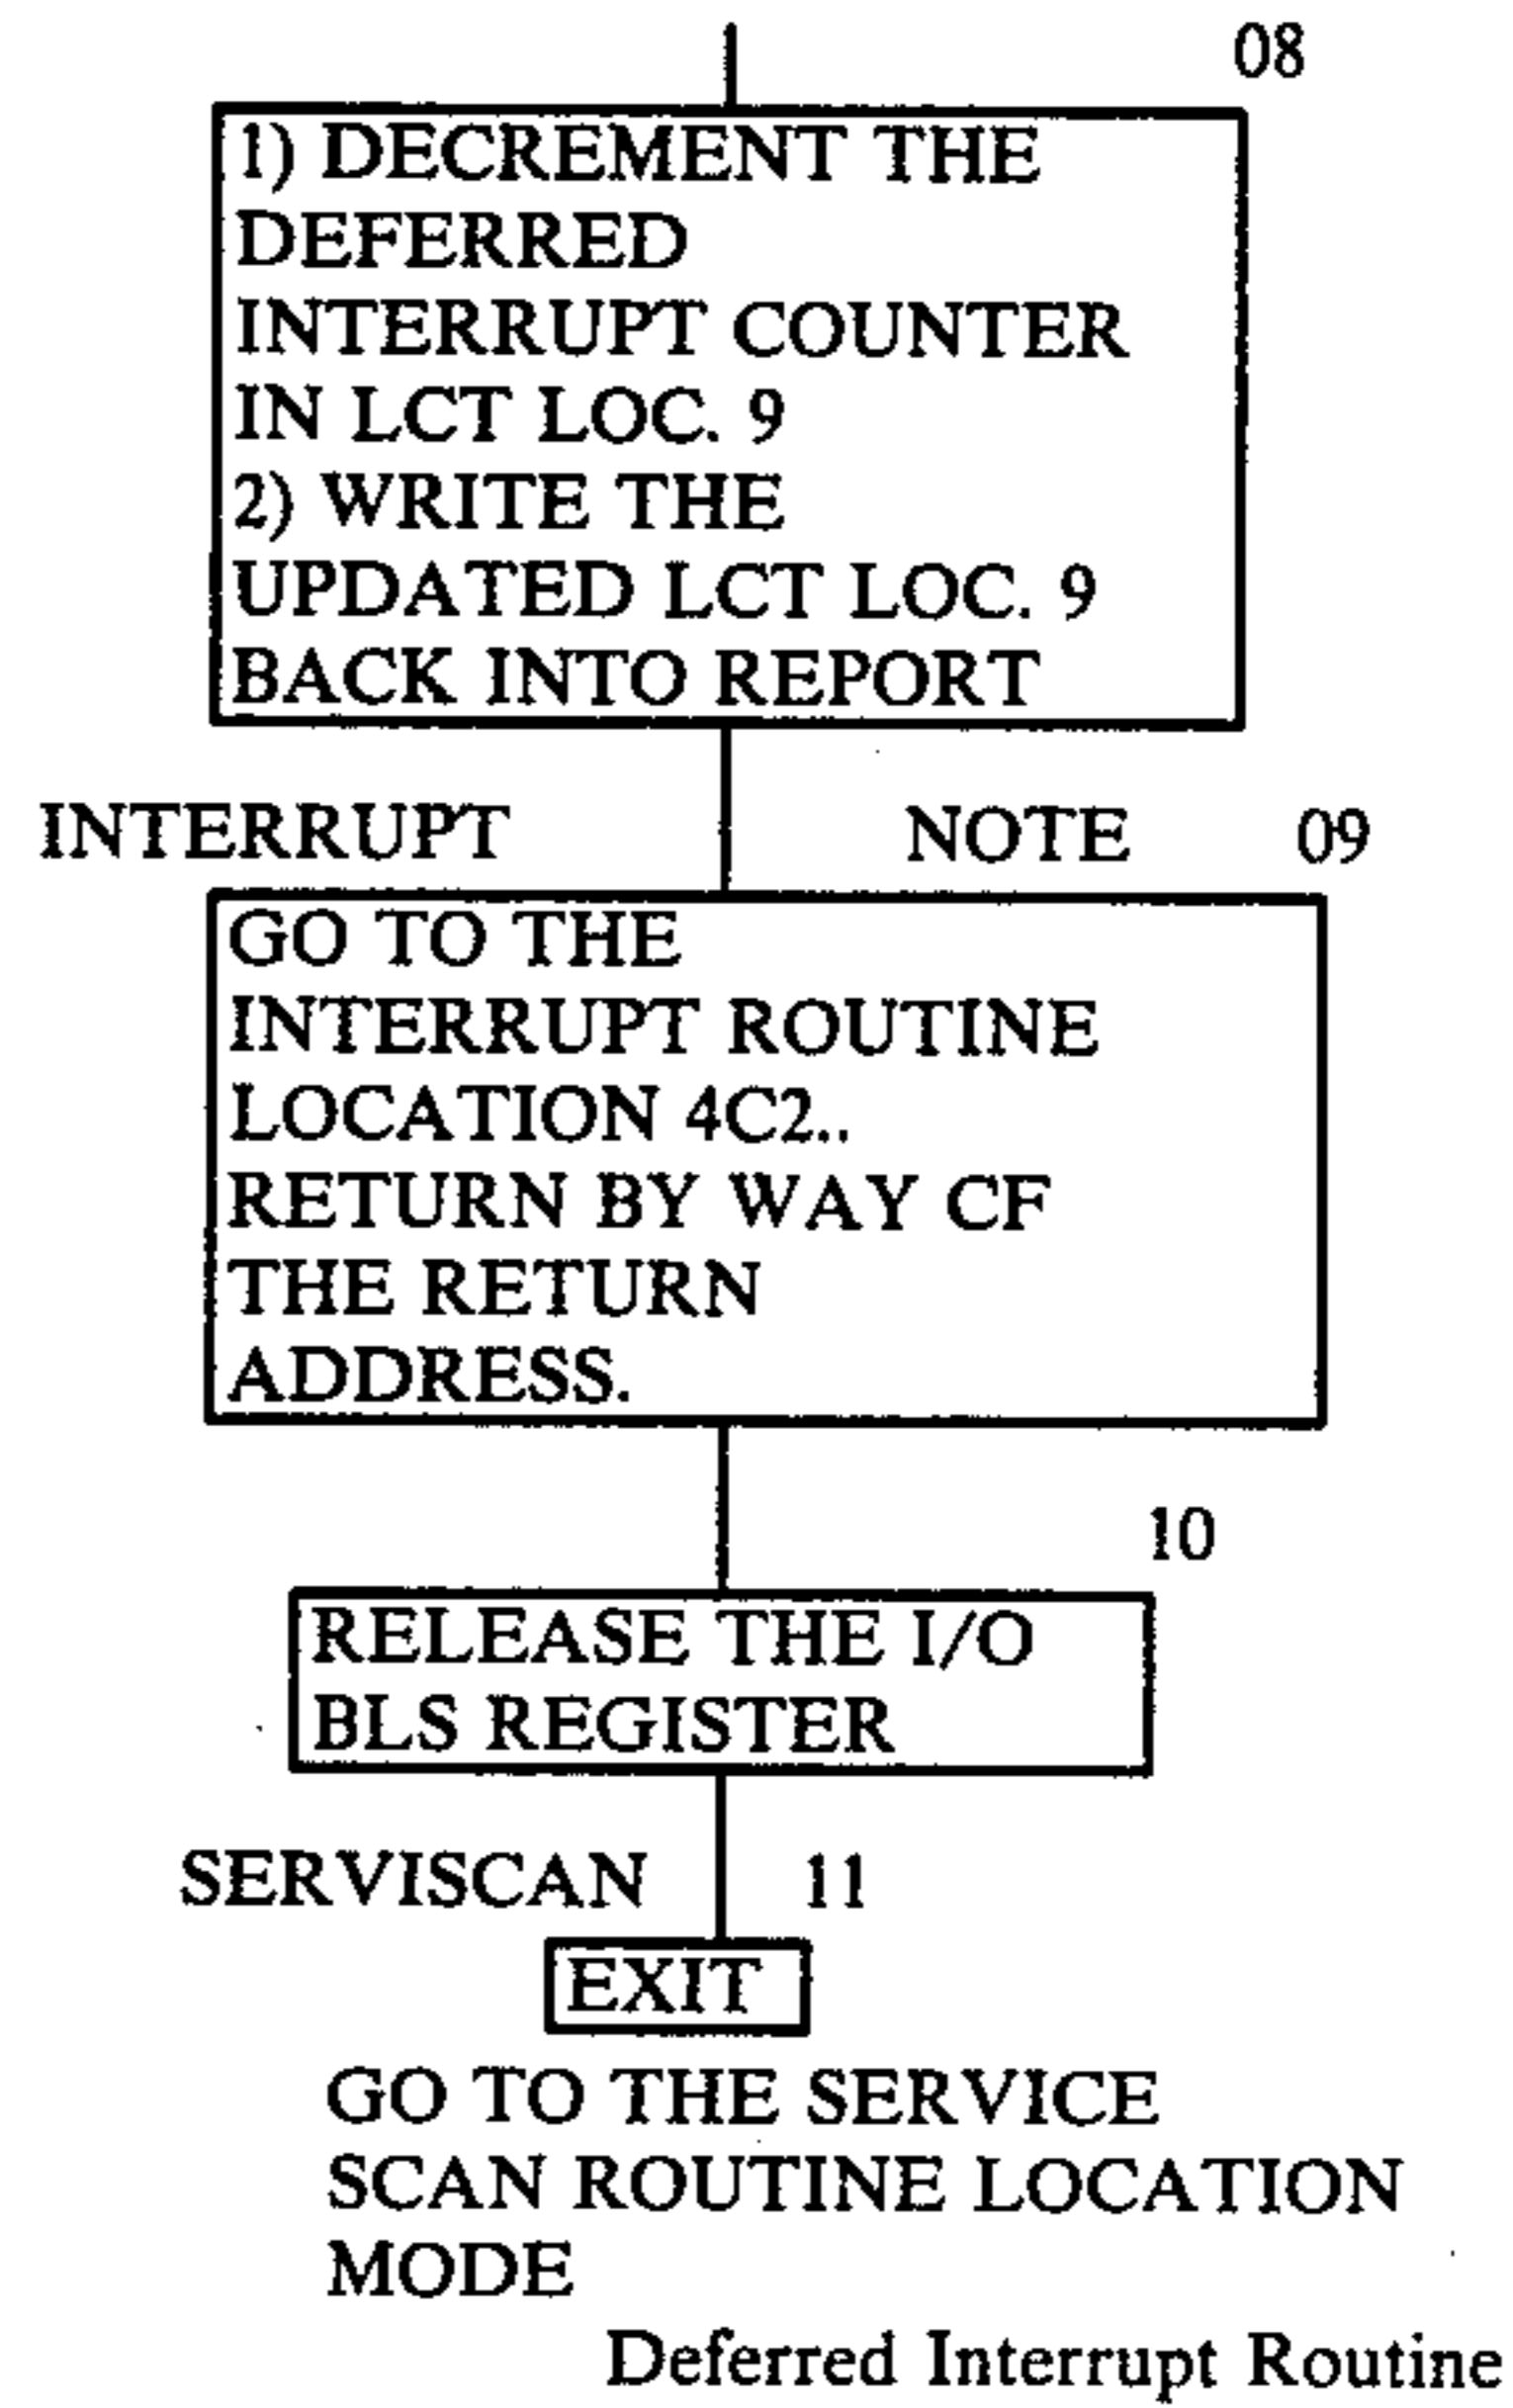 08
1) DECREMENT THE
DEFERRED
INTERRUPT COUNTER
IN LCT LOC. 9
2) WRITE THE
UPDATED LCT LOC. 9
BACK INTO REPORT
INTERRUPT NOTE 09
GO TO THE
INTERRUPT ROUTINE
LOCATION 4C2..
RETURN BY WAY CF
THE RETURN
ADDRESS.
10
RELEASE THE I/O
BLS REGISTER
SERVISCAN 11
EXIT
GO TO THE SERVICE
SCAN ROUTINE LOCATION
MODE
Deferred Interrupt Routine